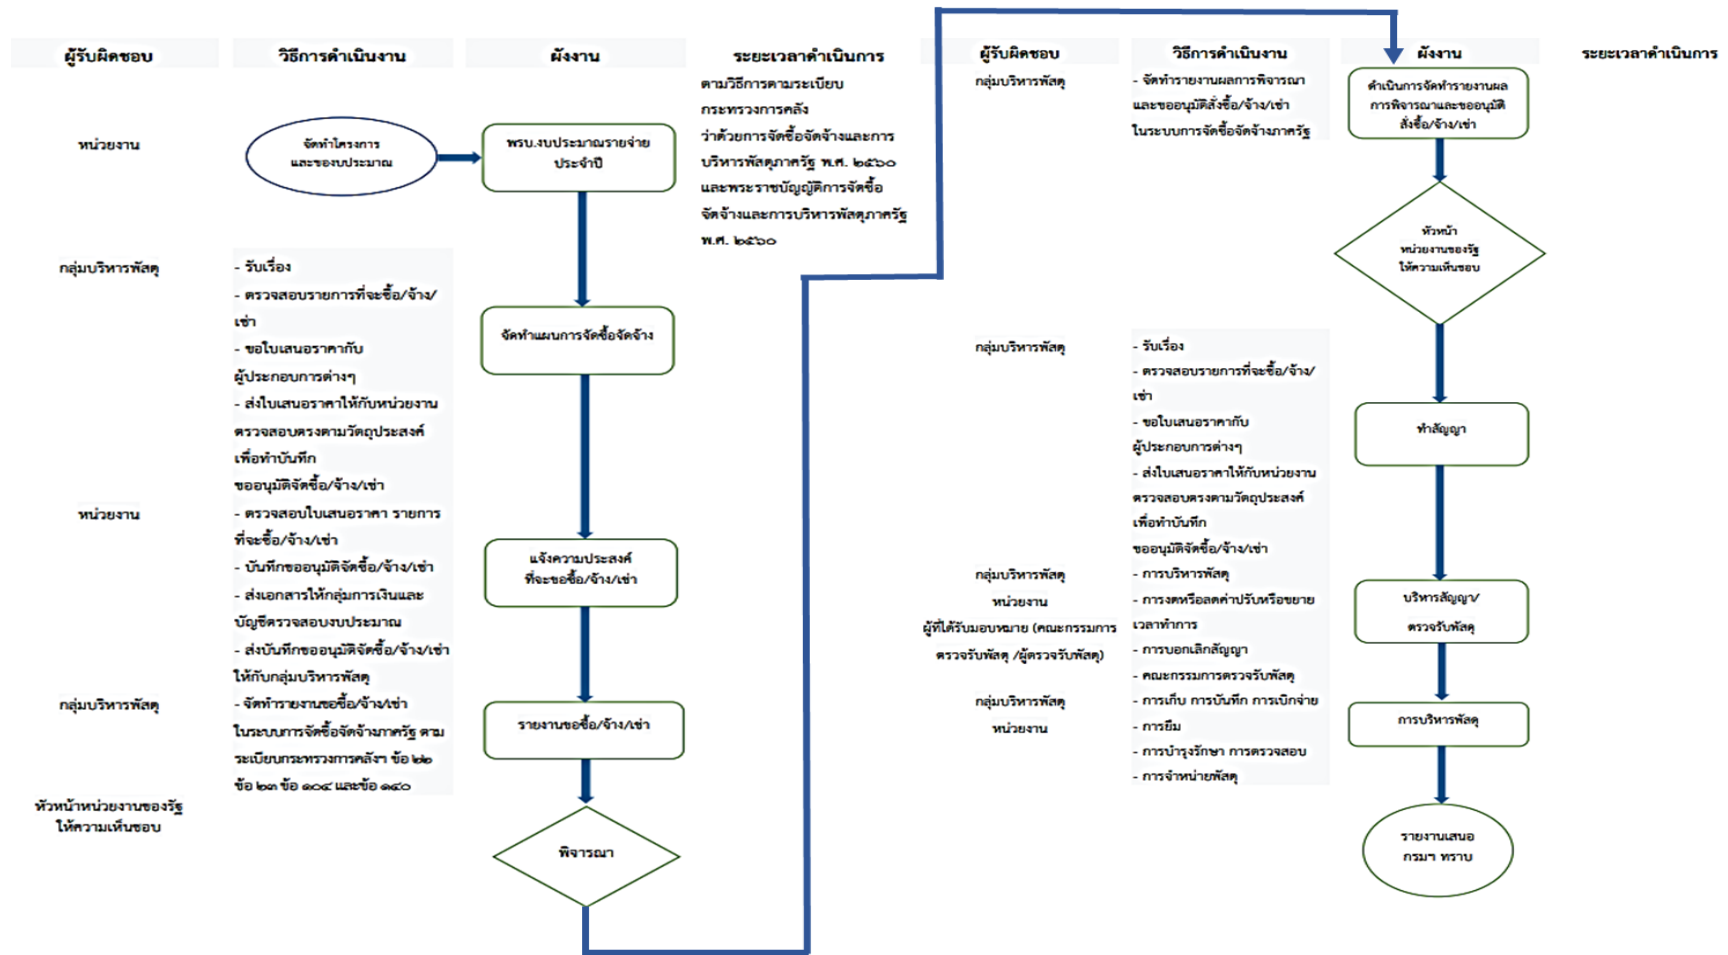 ผู้รับผิดชอบ
วิธีการดำเนินงาน
ผังงาน
ระยะเวลาดำเนินการ
หน่วยงาน
จัดทำโครงการ
และของบประมาณ
พรบ.งบประมาณรายจ่าย
ประจำปี
ตามวิธีการตามระเบียบ
กระทรวงการคลัง
ว่าด้วยการจัดซื้อจัดจ้างและการ
บริหารพัสดุภาครัฐ พ.ศ. ๒๕๖๐
และพระราชบัญญัติการจัดซื้อ
จัดจ้างและการบริหารพัสดุภาครัฐ
พ.ศ. ๒๕๖๐
กลุ่มบริหารพัสดุ
- รับเรื่อง
- ตรวจสอบรายการที่จะซื้อ/จ้าง/
เช่า
- ขอใบเสนอราคากับ
ผู้ประกอบการต่างๆ
- ส่งใบเสนอราคาให้กับหน่วยงาน
ตรวจสอบตรงตามวัตถุประสงค์
เพื่อทำบันทึก
ขออนุมัติจัดซื้อ/จ้าง/เช่า
จัดทำแผนการจัดซื้อจัดจ้าง
หน่วยงาน
- ตรวจสอบใบเสนอราคา รายการ
ที่จะซื้อ/จ้าง/เช่า
- บันทึกขออนุมัติจัดซื้อ/จ้าง/เช่า
- ส่งเอกสารให้กลุ่มการเงินและ
บัญชีตรวจสอบงบประมาณ
- ส่งบันทึกขออนุมัติจัดซื้อ/จ้าง/เช่า
ให้กับกลุ่มบริหารพัสดุ
แจ้งความประสงค์
ที่จะขอซื้อ/จ้าง/เช่า
กลุ่มบริหารพัสดุ
- จัดทำรายงานขอซื้อ/จ้าง/เช่า
ในระบบการจัดซื้อจัดจ้างภาครัฐ ตาม
ระเบียบกระทรวงการคลังฯ ข้อ ๒๒
ข้อ ๒๓ ข้อ ๑๐๔ และข้อ ๑๔๐
รายงานขอซื้อ/จ้าง/เช่า
หัวหน้าหน่วยงานของรัฐ
ให้ความเห็นชอบ
พิจารณา
ผู้รับผิดชอบ
วิธีการดำเนินงาน
ผังงาน
ระยะเวลาดำเนินการ
กลุ่มบริหารพัสดุ
- จัดทำรายงานผลการพิจารณา
และขออนุมัติสั่งซื้อ/จ้าง/เช่า
ในระบบการจัดซื้อจัดจ้างภาครัฐ
ดำเนินการจัดทำรายงานผล
การพิจารณาและขออนุมัติ
สั่งซื้อ/จ้าง/เช่า
หัวหน้า
หน่วยงานของรัฐ
ให้ความเห็นชอบ
กลุ่มบริหารพัสดุ
- รับเรื่อง
- ตรวจสอบรายการที่จะซื้อ/จ้าง/
เช่า
- ขอใบเสนอราคากับ
ผู้ประกอบการต่างๆ
- ส่งใบเสนอราคาให้กับหน่วยงาน
ตรวจสอบตรงตามวัตถุประสงค์
เพื่อทำบันทึก
ขออนุมัติจัดซื้อ/จ้าง/เช่า
ทำสัญญา
กลุ่มบริหารพัสดุ
หน่วยงาน
ผู้ที่ได้รับมอบหมาย (คณะกรรมการ
ตรวจรับพัสดุ /ผู้ตรวจรับพัสดุ)
- การบริหารพัสดุ
- การงดหรือลดค่าปรับหรือขยาย
เวลาทำการ
- การบอกเลิกสัญญา
- คณะกรรมการตรวจรับพัสดุ
บริหารสัญญา/
ตรวจรับพัสดุ
กลุ่มบริหารพัสดุ
หน่วยงาน
- การเก็บ การบันทึก การเบิกจ่าย
- การยืม
- การบำรุงรักษา การตรวจสอบ
- การจำหน่ายพัสดุ
การบริหารพัสดุ
รายงานเสนอ
กรมฯ ทราบ